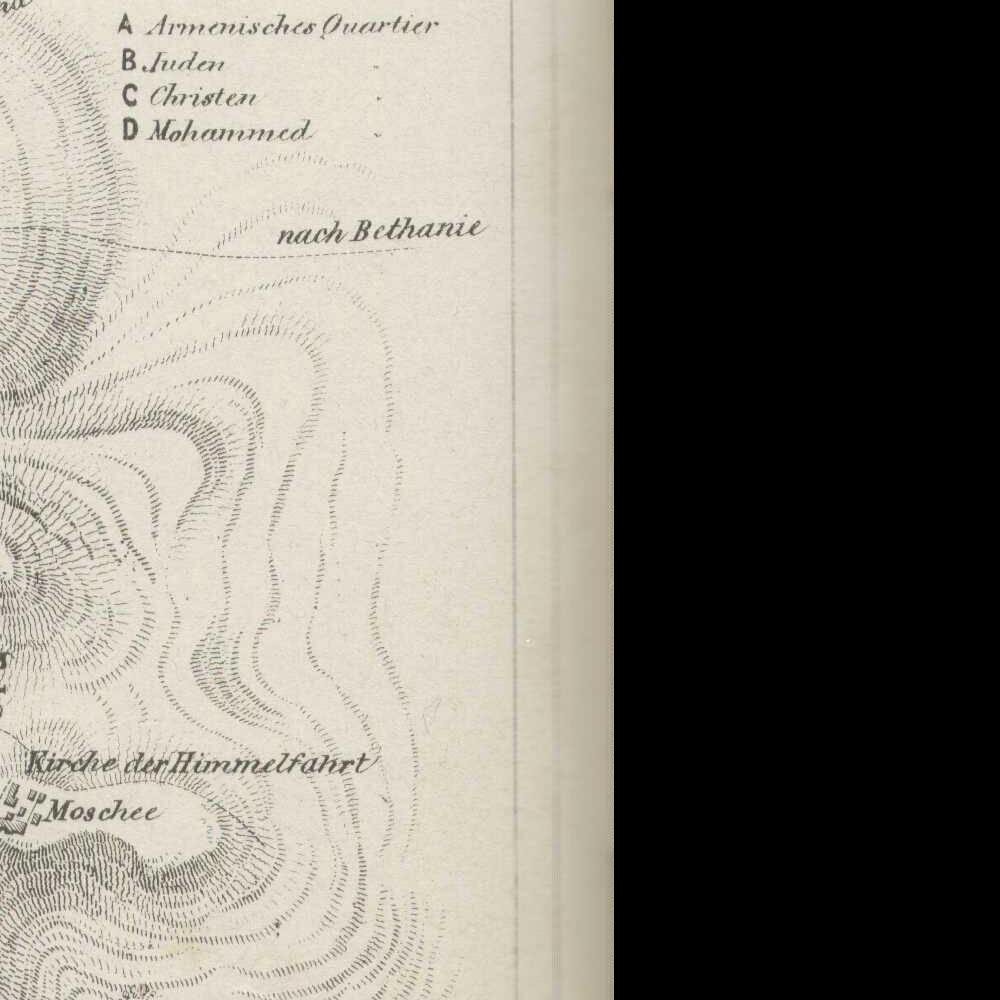 A Armenisches Quartier
B Juden "
C Christen "
D Mohammed "
nach Bethanie
Kirche der Himmelfahrt
Moschee